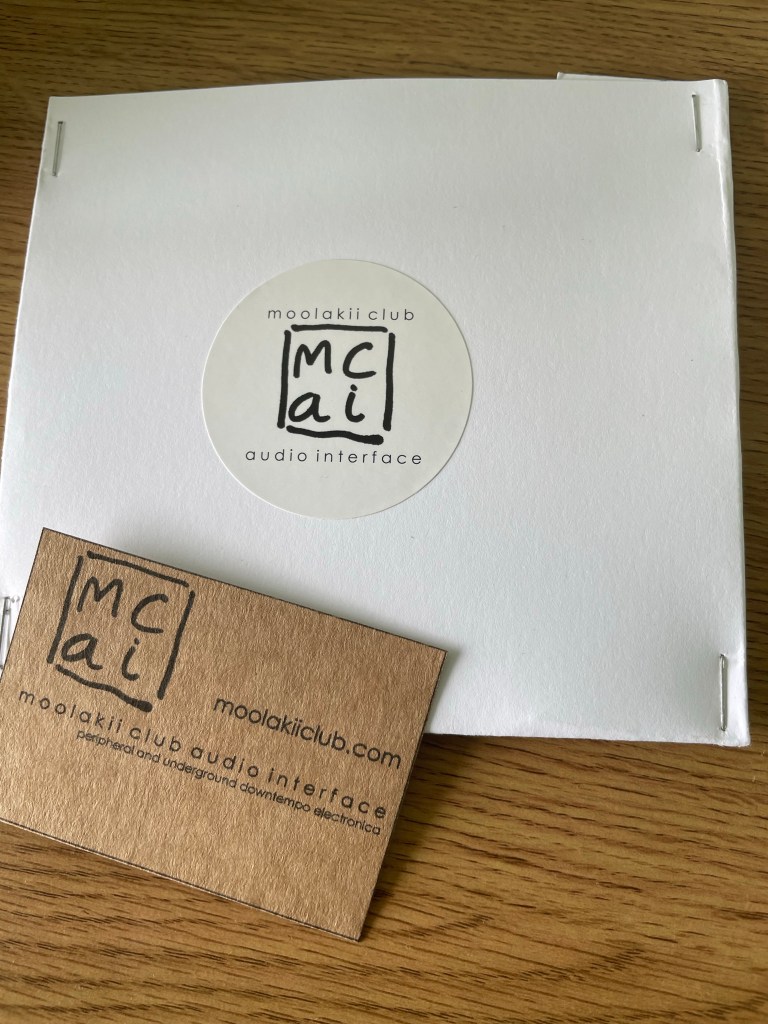 moolakii club
MC
ai
audio interface
MC
ai
moolakiiclub.com
moolakii club audio interface
peripheral and underground downtempo electronica